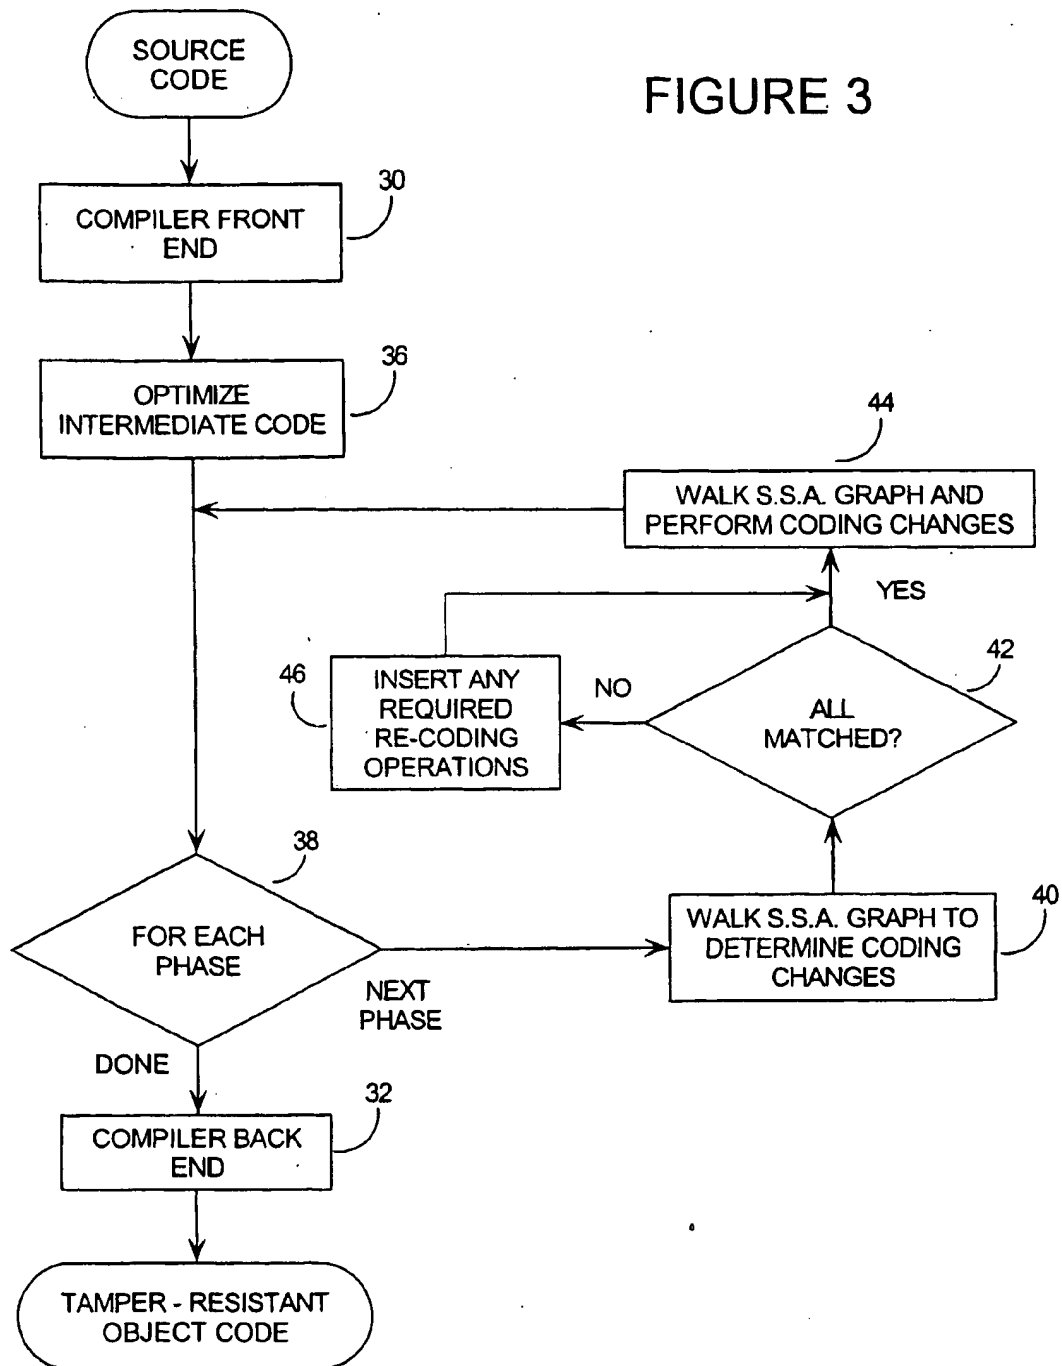 SOURCE
CODE
FIGURE 3
30
COMPILER FRONT
END
36
OPTIMIZE
INTERMEDIATE CODE
44
WALK S.S.A. GRAPH AND
PERFORM CODING CHANGES
YES
42
46
INSERT ANY
REQUIRED
RE-CODING
OPERATIONS
NO
ALL
MATCHED?
38
FOR EACH
PHASE
NEXT
PHASE
40
WALK S.S.A. GRAPH TO
DETERMINE CODING
CHANGES
DONE
32
COMPILER BACK
END
TAMPER - RESISTANT
OBJECT CODE